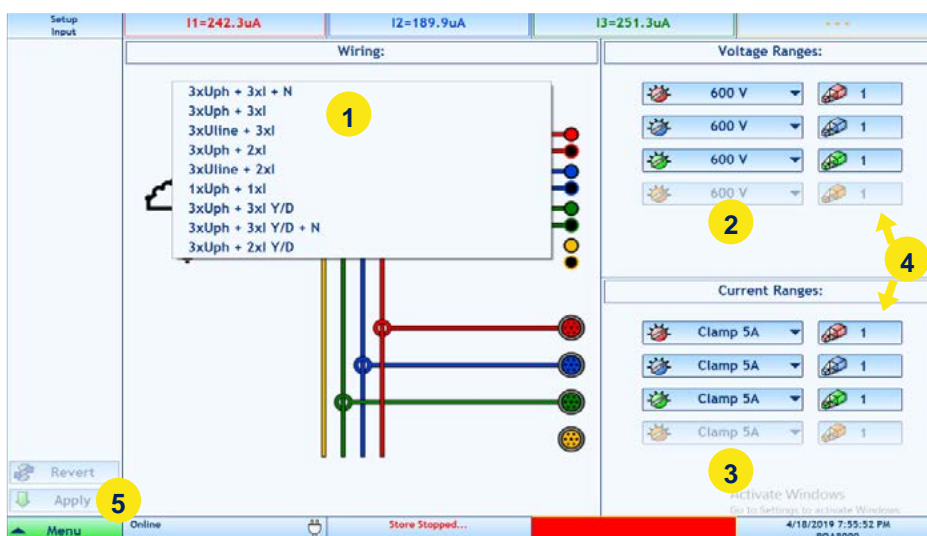 Setup
Input
I1=242.3uA
I2=189.9uA
I3=251.3uA
---
Wiring:
3xUph + 3xI + N
3xUph + 3xI
3xUline + 3xI
3xUph + 2xI
3xUline + 2xI
1xUph + 1xI
3xUph + 3xI Y/D
3xUph + 3xI Y/D + N
3xUph + 2xI Y/D
1
Voltage Ranges:
600 V 1
600 V 1
600 V 1
600 V 1
2
4
Current Ranges:
Clamp 5A 1
Clamp 5A 1
Clamp 5A 1
Clamp 5A 1
3
Activate Windows
Go to Settings to activate Windows.
Revert
Apply
5
Menu
Online
Store Stopped...
4/18/2019 7:55:52 PM